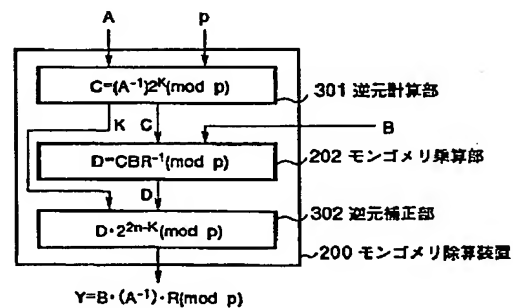 A p
C=(A⁻¹)2ᴷ(mod p)
301 逆元計算部
K C B
D=CBR⁻¹(mod p)
202 モンゴメリ乗算部
D
302 逆元補正部
D・2²ⁿ⁻ᴷ(mod p)
200 モンゴメリ除算装置
Y=B・(A⁻¹)・R(mod p)